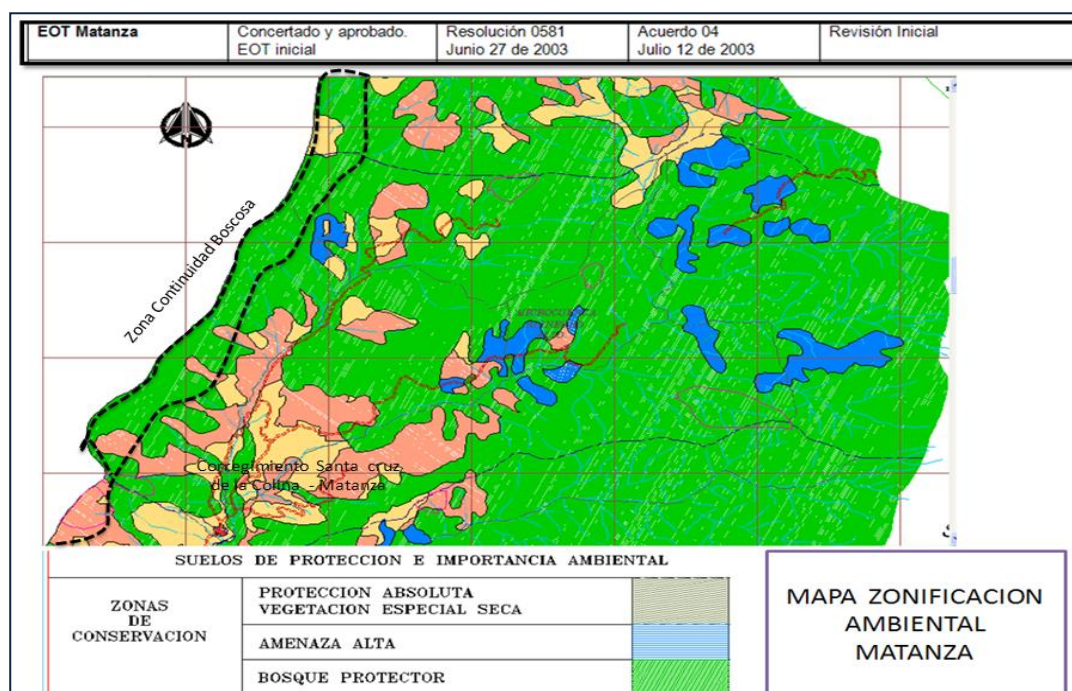 EOT Matanza
Concertado y aprobado.
EOT inicial
Resolución 0581
Junio 27 de 2003
Acuerdo 04
Julio 12 de 2003
Revisión Inicial
N
Zona Continuidad Boscosa
MICROCUENCA
Corregimiento Santa cruz
de la Colina - Matanza
SUELOS DE PROTECCION E IMPORTANCIA AMBIENTAL
ZONAS
DE
CONSERVACION
PROTECCION ABSOLUTA
VEGETACION ESPECIAL SECA
AMENAZA ALTA
BOSQUE PROTECTOR
MAPA ZONIFICACION
AMBIENTAL
MATANZA